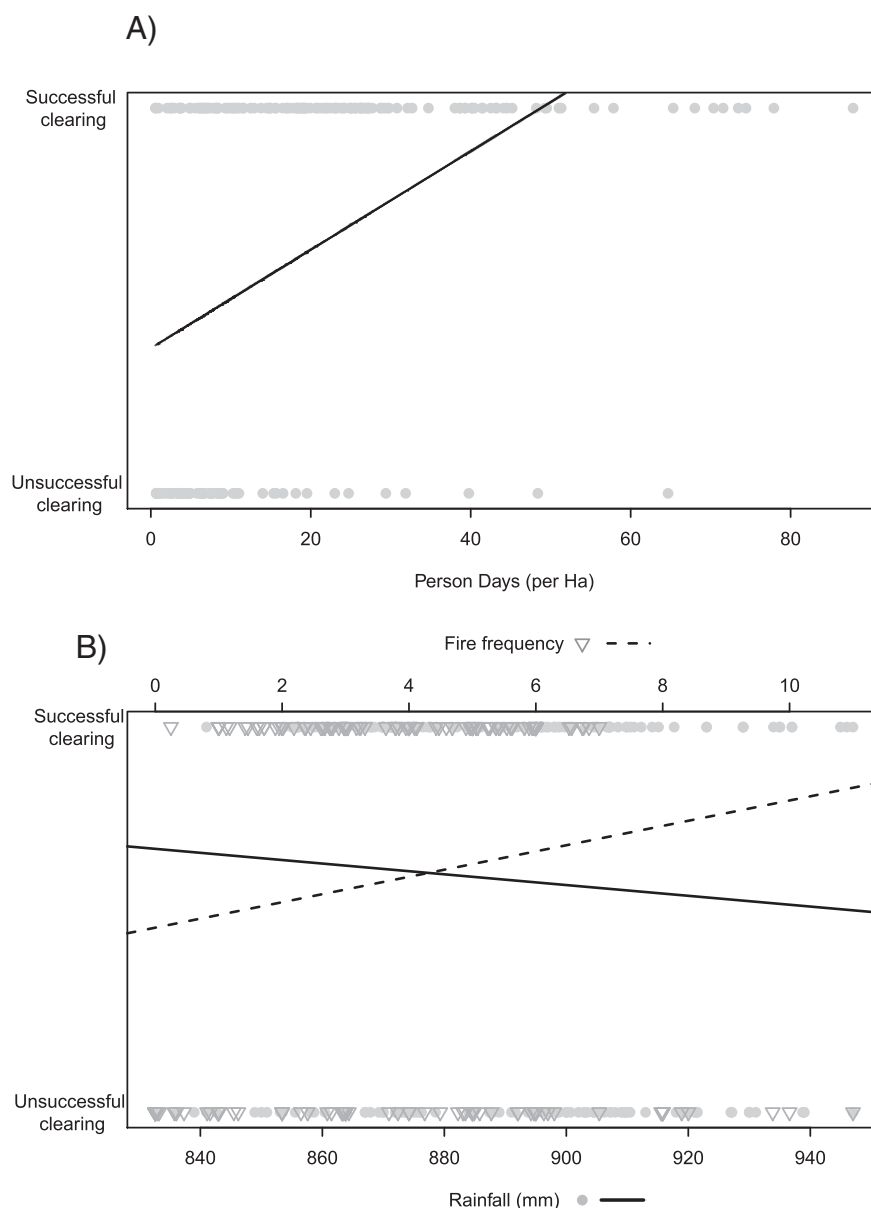 A)
Successful
clearing
Unsuccessful
clearing
0 20 40 60 80
Person Days (per Ha)
B)
Fire frequency
0 2 4 6 8 10
Successful
clearing
Unsuccessful
clearing
840 860 880 900 920 940
Rainfall (mm)